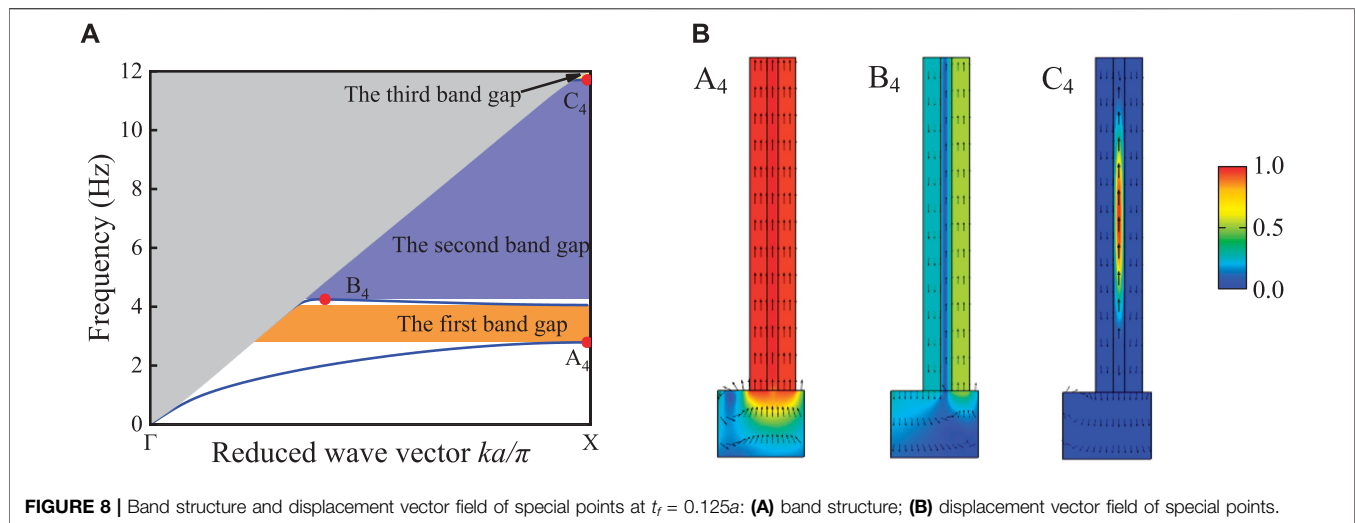 A
B
12
10
8
6
4
2
0
Frequency (Hz)
The third band gap
C4
The second band gap
B4
The first band gap
A4
Γ
X
Reduced wave vector ka/π
A4
B4
C4
1.0
0.5
0.0
FIGURE 8 | Band structure and displacement vector field of special points at tf = 0.125a: (A) band structure; (B) displacement vector field of special points.